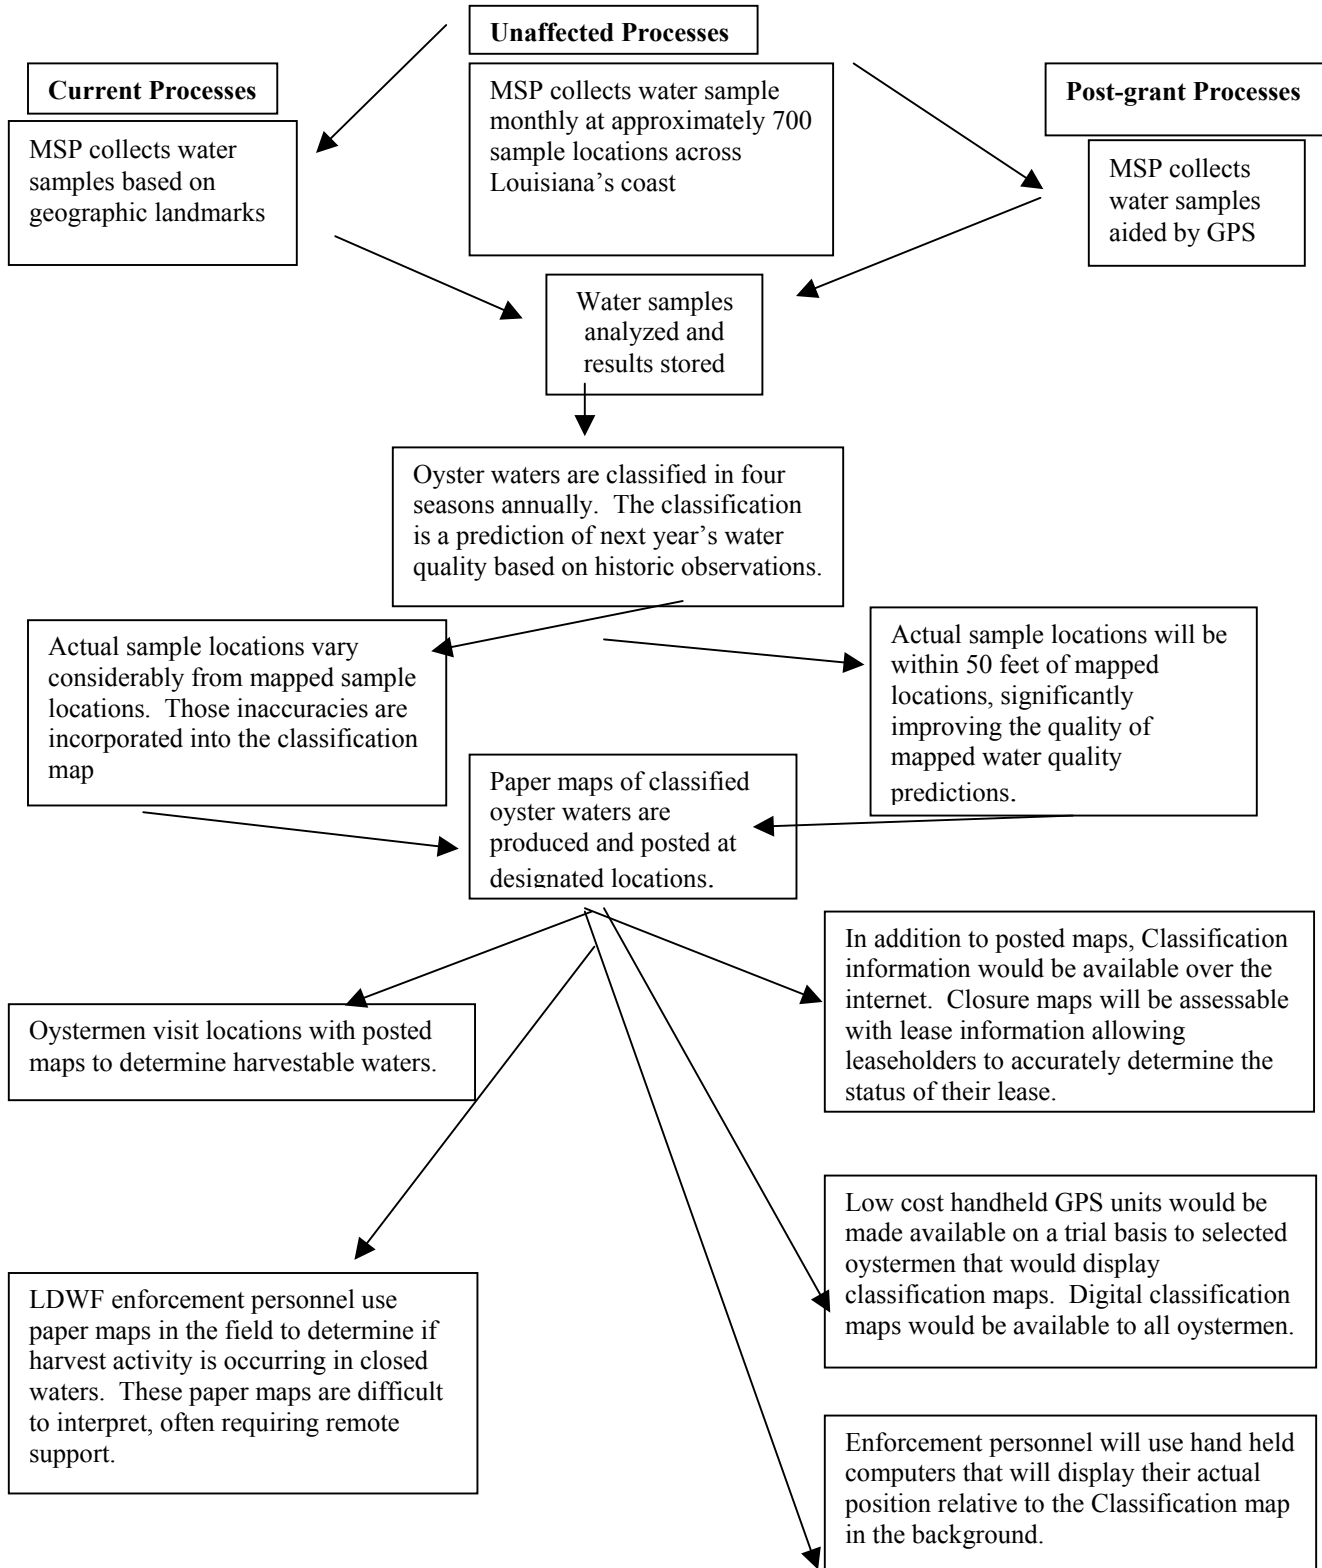 Unaffected Processes
Current Processes
MSP collects water sample
monthly at approximately 700
sample locations across
Louisiana’s coast
Post-grant Processes
MSP collects water
samples based on
geographic landmarks
MSP collects
water samples
aided by GPS
Water samples
analyzed and
results stored
Oyster waters are classified in four
seasons annually.  The classification
is a prediction of next year’s water
quality based on historic observations.
Actual sample locations vary
considerably from mapped sample
locations.  Those inaccuracies are
incorporated into the classification
map
Actual sample locations will be
within 50 feet of mapped
locations, significantly
improving the quality of
mapped water quality
predictions.
Paper maps of classified
oyster waters are
produced and posted at
designated locations.
In addition to posted maps, Classification
information would be available over the
internet.  Closure maps will be assessable
with lease information allowing
leaseholders to accurately determine the
status of their lease.
Oystermen visit locations with posted
maps to determine harvestable waters.
Low cost handheld GPS units would be
made available on a trial basis to selected
oystermen that would display
classification maps.  Digital classification
maps would be available to all oystermen.
LDWF enforcement personnel use
paper maps in the field to determine if
harvest activity is occurring in closed
waters.  These paper maps are difficult
to interpret, often requiring remote
support.
Enforcement personnel will use hand held
computers that will display their actual
position relative to the Classification map
in the background.